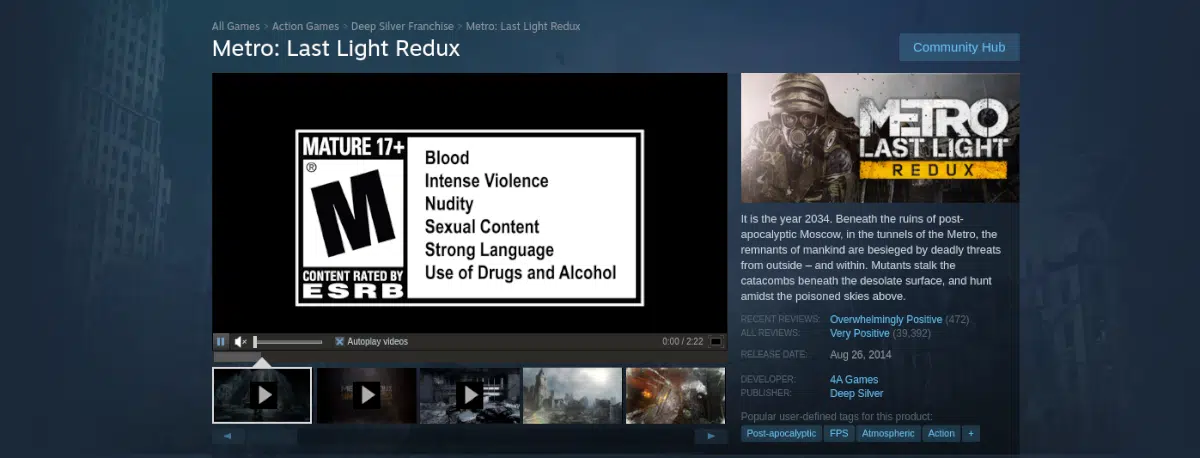 All Games > Action Games > Deep Silver Franchise > Metro: Last Light Redux
Metro: Last Light Redux
Community Hub
MATURE 17+
®
M
CONTENT RATED BY
ESRB
Blood
Intense Violence
Nudity
Sexual Content
Strong Language
Use of Drugs and Alcohol
Autoplay videos
0:00 / 2:22
METRO
LAST LIGHT
REDUX
It is the year 2034. Beneath the ruins of post-
apocalyptic Moscow, in the tunnels of the Metro, the
remnants of mankind are besieged by deadly threats
from outside – and within. Mutants stalk the
catacombs beneath the desolate surface, and hunt
amidst the poisoned skies above.
RECENT REVIEWS: Overwhelmingly Positive (472)
ALL REVIEWS: Very Positive (39,392)
RELEASE DATE: Aug 26, 2014
DEVELOPER: 4A Games
PUBLISHER: Deep Silver
Popular user-defined tags for this product:
Post-apocalyptic FPS Atmospheric Action +